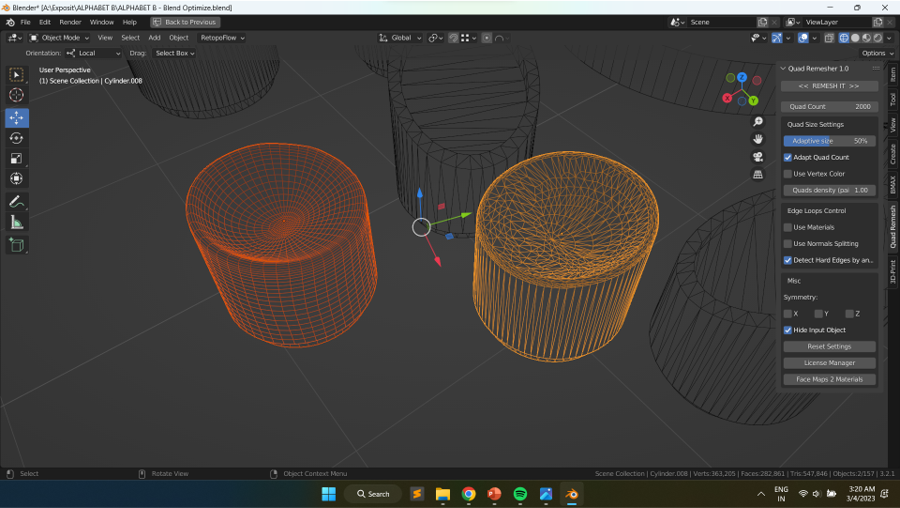 Blender* [A:\Exposit\ALPHABET B\ALPHABET B - Blend Optimize.blend]
File Edit Render Window Help Back to Previous Scene ViewLayer
Object Mode View Select Add Object RetopoFlow Global
Orientation: Local Drag: Select Box Options
User Perspective
(1) Scene Collection | Cylinder.008
Z
X
Y
Quad Remesher 1.0
<< REMESH IT >>
Quad Count 2000
Quad Size Settings
Adaptive size 50%
Adapt Quad Count
Use Vertex Color
Quads density (pai 1.00
Edge Loops Control
Use Materials
Use Normals Splitting
Detect Hard Edges by an...
Misc
Symmetry:
X Y Z
Hide Input Object
Reset Settings
License Manager
Face Maps 2 Materials
Item
Tool
View
Create
BMAX
Quad Remesh
3D-Print
Select Rotate View Object Context Menu Scene Collection | Cylinder.008 | Verts:363,205 | Faces:282,861 | Tris:547,846 | Objects:2/157 | 3.2.1
Search
ENG
IN
3:20 AM
3/4/2023